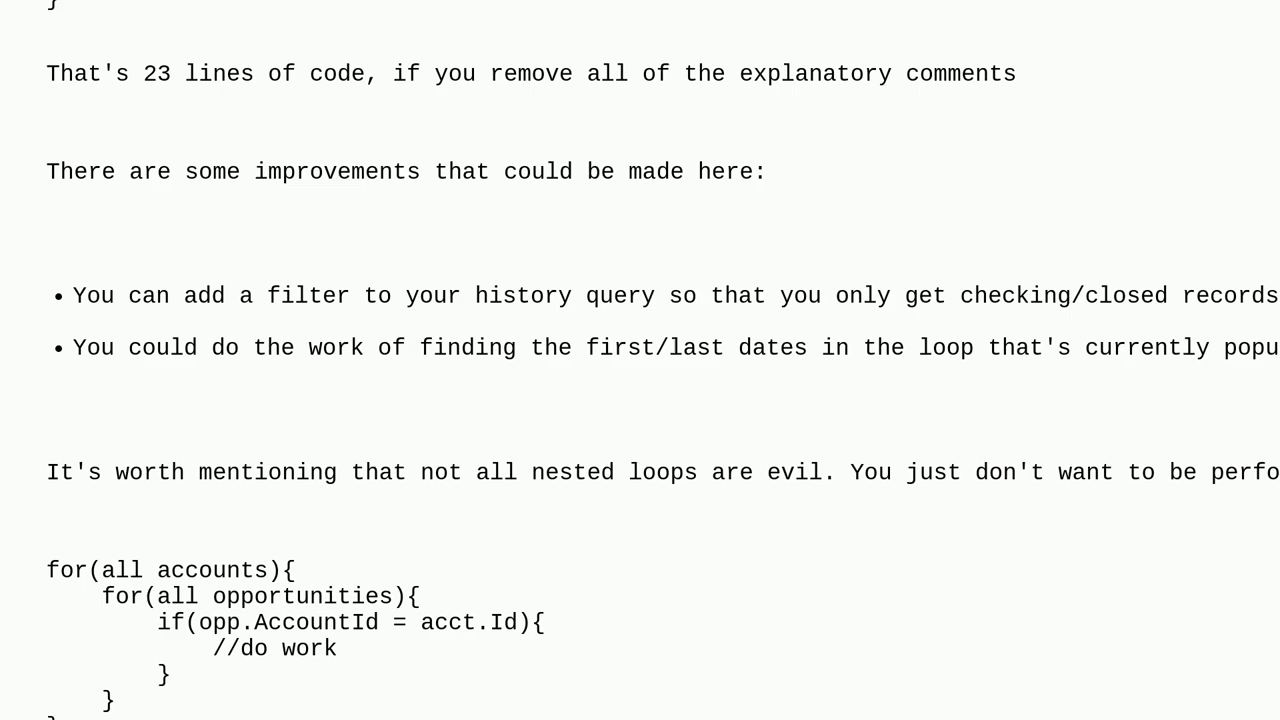 }
That's 23 lines of code, if you remove all of the explanatory comments
There are some improvements that could be made here:
• You can add a filter to your history query so that you only get checking/closed records
• You could do the work of finding the first/last dates in the loop that's currently popu
It's worth mentioning that not all nested loops are evil. You just don't want to be perfo
for(all accounts){
    for(all opportunities){
        if(opp.AccountId = acct.Id){
            //do work
        }
    }
}